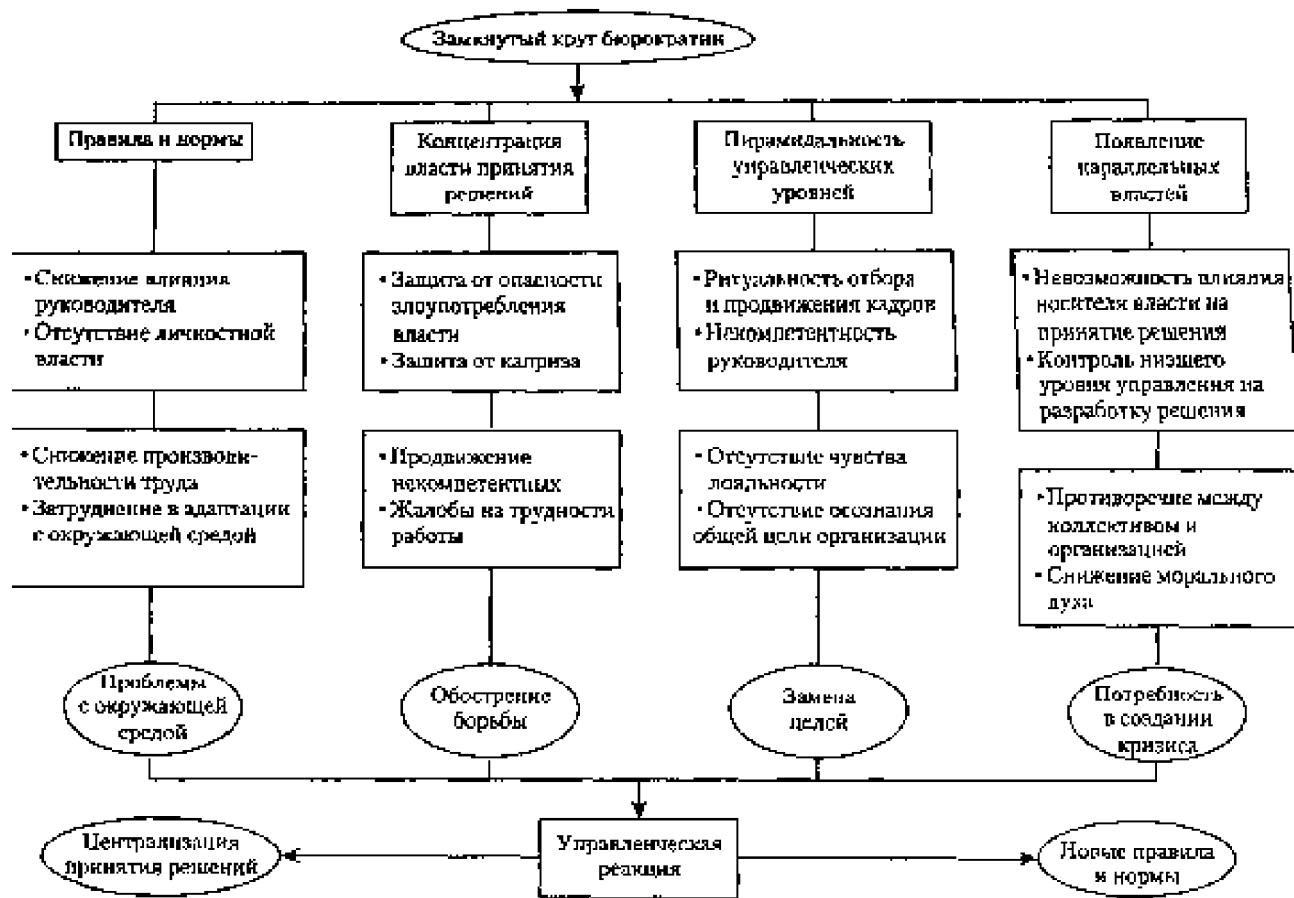 Замкнутый круг бюрократии
Правила и нормы
Концентрация
власти принятия
решений
Пирамидальность
управленческих
уровней
Появление
параллельных
властей
• Снижение влияния
руководителя
• Отсутствие личностной
власти
• Защита от опасности
злоупотребления
власти
• Защита от каприза
• Ритуальность отбора
и продвижения кадров
• Некомпетентность
руководителя
• Невозможность влияния
носителя власти на
принятие решения
• Контроль низшего
уровня управления на
разработку решения
• Снижение производи-
тельности труда
• Затруднение в адаптации
с окружающей средой
• Продвижение
некомпетентных
• Жалобы на трудности
работы
• Отсутствие чувства
лояльности
• Отсутствие осознания
общей цели организации
• Противоречие между
коллективом и
организацией
• Снижение морального
духа
Проблемы
с окружающей
средой
Обострение
борьбы
Замена
целей
Потребность
в создании
кризиса
Централизация
принятия решений
Управленческая
реакция
Новые правила
и нормы